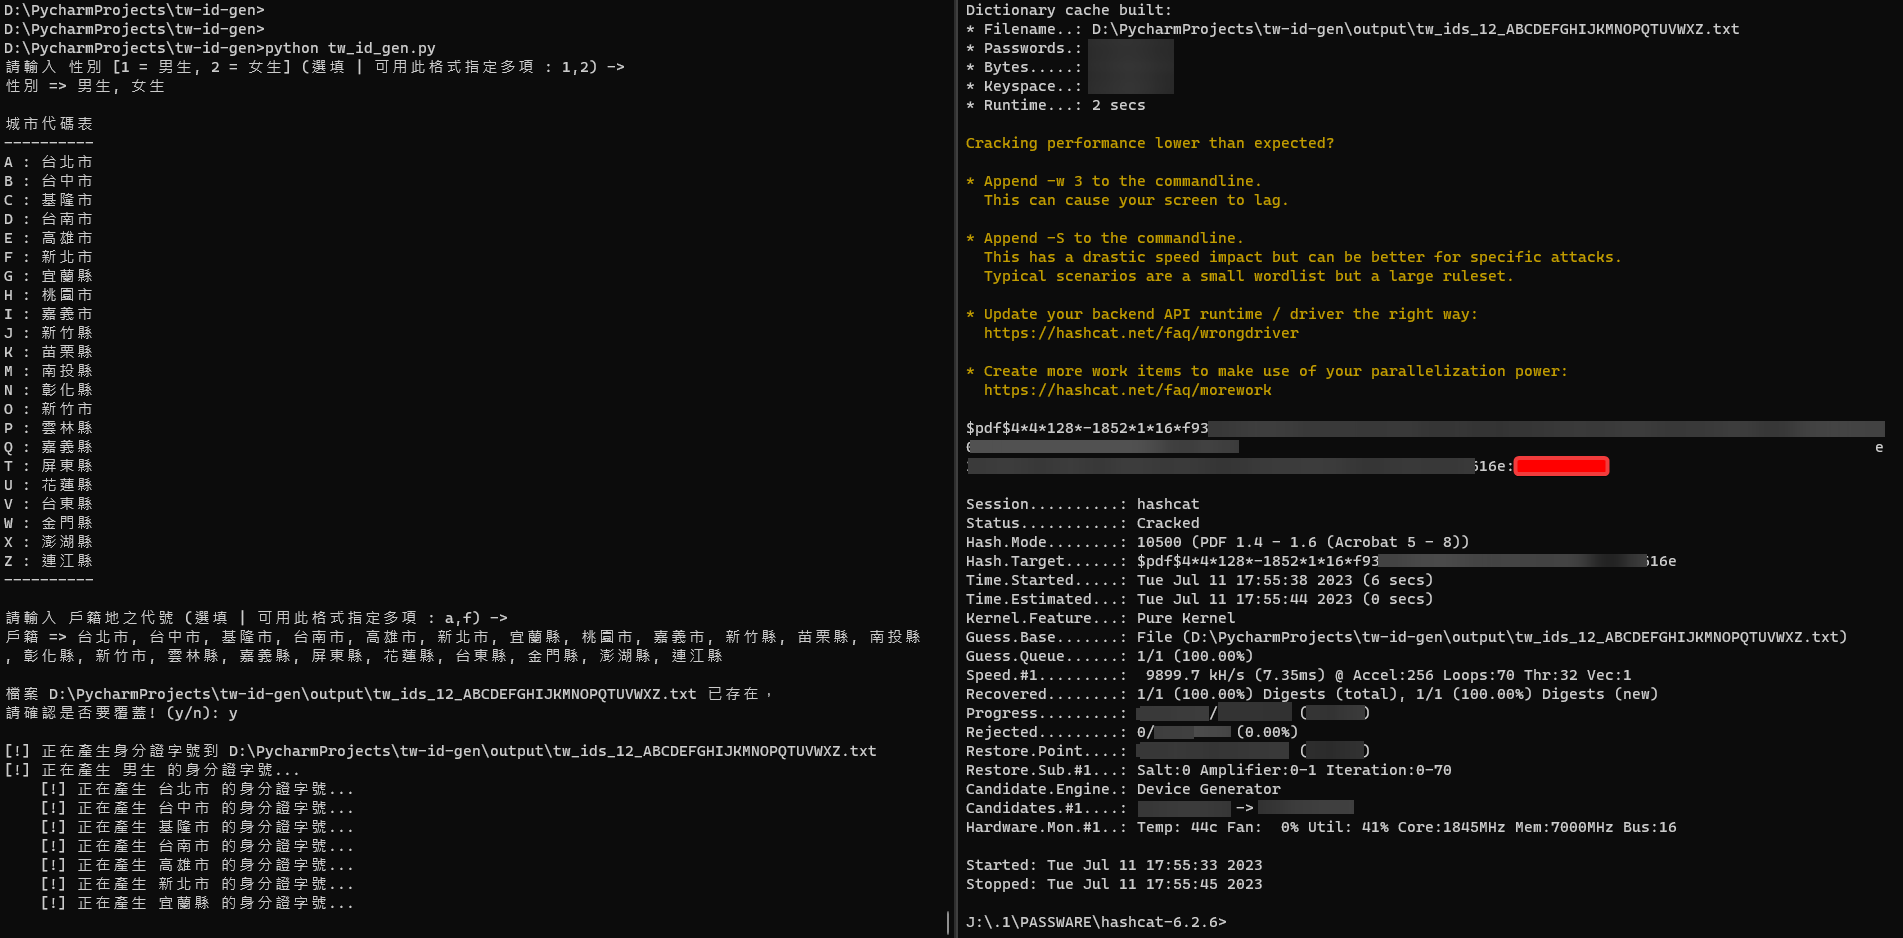 D:\PycharmProjects\tw-id-gen>
D:\PycharmProjects\tw-id-gen>
D:\PycharmProjects\tw-id-gen>python tw_id_gen.py
請輸入 性別 [1 = 男生, 2 = 女生] (選填 | 可用此格式指定多項 : 1,2) ->
性別 => 男生, 女生
城市代碼表
----------
A : 台北市
B : 台中市
C : 基隆市
D : 台南市
E : 高雄市
F : 新北市
G : 宜蘭縣
H : 桃園市
I : 嘉義市
J : 新竹縣
K : 苗栗縣
M : 南投縣
N : 彰化縣
O : 新竹市
P : 雲林縣
Q : 嘉義縣
T : 屏東縣
U : 花蓮縣
V : 台東縣
W : 金門縣
X : 澎湖縣
Z : 連江縣
----------
請輸入 戶籍地之代號 (選填 | 可用此格式指定多項 : a,f) ->
戶籍 => 台北市, 台中市, 基隆市, 台南市, 高雄市, 新北市, 宜蘭縣, 桃園市, 嘉義市, 新竹縣, 苗栗縣, 南投縣
, 彰化縣, 新竹市, 雲林縣, 嘉義縣, 屏東縣, 花蓮縣, 台東縣, 金門縣, 澎湖縣, 連江縣
檔案 D:\PycharmProjects\tw-id-gen\output\tw_ids_12_ABCDEFGHIJKMNOPQTUVWXZ.txt 已存在，
請確認是否要覆蓋! (y/n): y
[!] 正在產生身分證字號到 D:\PycharmProjects\tw-id-gen\output\tw_ids_12_ABCDEFGHIJKMNOPQTUVWXZ.txt
[!] 正在產生 男生 的身分證字號...
[!] 正在產生 台北市 的身分證字號...
[!] 正在產生 台中市 的身分證字號...
[!] 正在產生 基隆市 的身分證字號...
[!] 正在產生 台南市 的身分證字號...
[!] 正在產生 高雄市 的身分證字號...
[!] 正在產生 新北市 的身分證字號...
[!] 正在產生 宜蘭縣 的身分證字號...
Dictionary cache built:
* Filename..: D:\PycharmProjects\tw-id-gen\output\tw_ids_12_ABCDEFGHIJKMNOPQTUVWXZ.txt
* Passwords.:
* Bytes.....:
* Keyspace..:
* Runtime...: 2 secs
Cracking performance lower than expected?
* Append -w 3 to the commandline.
This can cause your screen to lag.
* Append -S to the commandline.
This has a drastic speed impact but can be better for specific attacks.
Typical scenarios are a small wordlist but a large ruleset.
* Update your backend API runtime / driver the right way:
https://hashcat.net/faq/wrongdriver
* Create more work items to make use of your parallelization power:
https://hashcat.net/faq/morework
$pdf$4*4*128*-1852*1*16*f93
e
16e:
Session..........: hashcat
Status...........: Cracked
Hash.Mode........: 10500 (PDF 1.4 - 1.6 (Acrobat 5 - 8))
Hash.Target......: $pdf$4*4*128*-1852*1*16*f93 16e
Time.Started.....: Tue Jul 11 17:55:38 2023 (6 secs)
Time.Estimated...: Tue Jul 11 17:55:44 2023 (0 secs)
Kernel.Feature...: Pure Kernel
Guess.Base.......: File (D:\PycharmProjects\tw-id-gen\output\tw_ids_12_ABCDEFGHIJKMNOPQTUVWXZ.txt)
Guess.Queue......: 1/1 (100.00%)
Speed.#1.........:  9899.7 kH/s (7.35ms) @ Accel:256 Loops:70 Thr:32 Vec:1
Recovered........: 1/1 (100.00%) Digests (total), 1/1 (100.00%) Digests (new)
Progress.........: / ( )
Rejected.........: 0/ (0.00%)
Restore.Point....: ( )
Restore.Sub.#1...: Salt:0 Amplifier:0-1 Iteration:0-70
Candidate.Engine.: Device Generator
Candidates.#1....: ->
Hardware.Mon.#1..: Temp: 44c Fan:  0% Util: 41% Core:1845MHz Mem:7000MHz Bus:16
Started: Tue Jul 11 17:55:33 2023
Stopped: Tue Jul 11 17:55:45 2023
J:\.1\PASSWARE\hashcat-6.2.6>